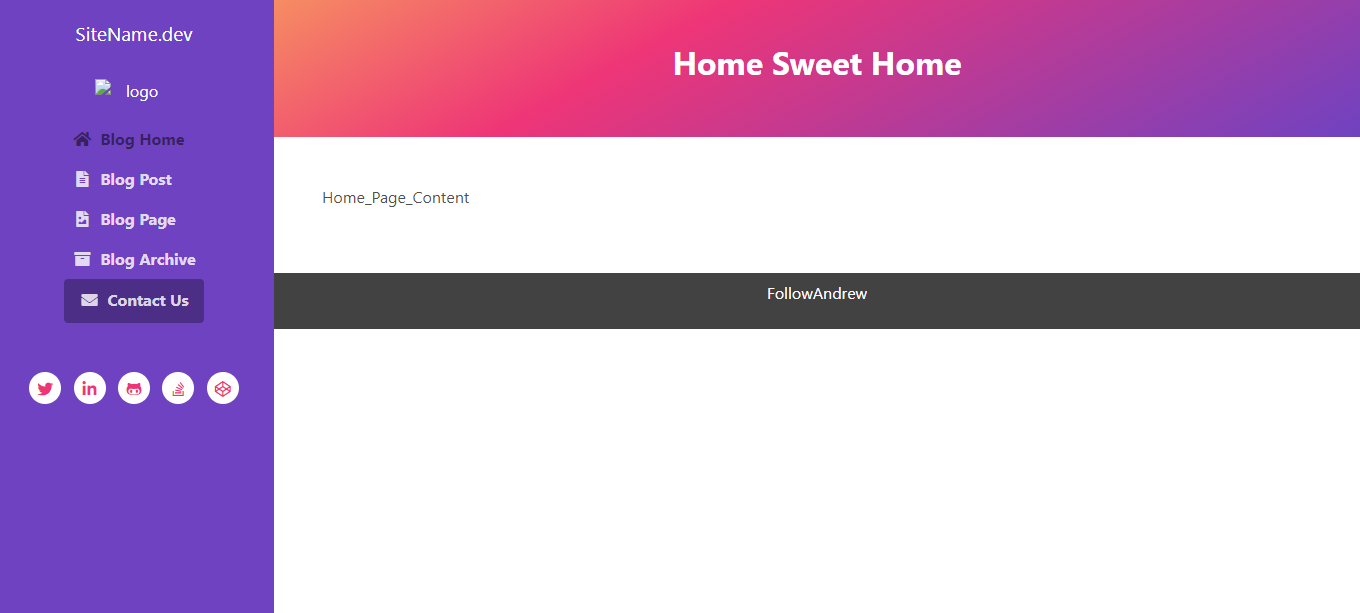 SiteName.dev
logo
Blog Home
Blog Post
Blog Page
Blog Archive
Contact Us
Home Sweet Home
Home_Page_Content
FollowAndrew